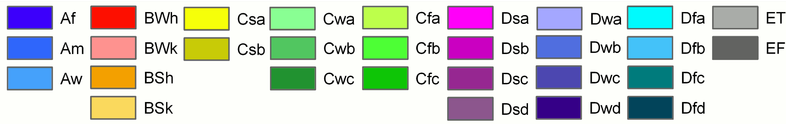 Af BWh Csa Cwa Cfa Dsa Dwa Dfa ET
Am BWk Csb Cwb Cfb Dsb Dwb Dfb EF
Aw BSh Cwc Cfc Dsc Dwc Dfc
BSk Dsd Dwd Dfd